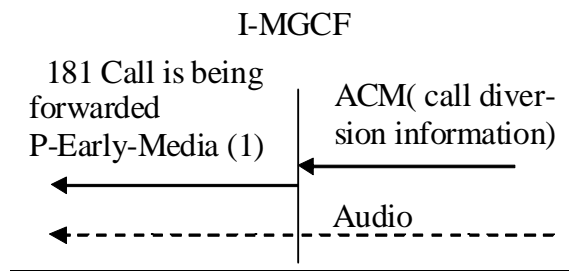 I-MGCF
181 Call is being
forwarded
P-Early-Media (1)
ACM( call diver-
sion information)
Audio